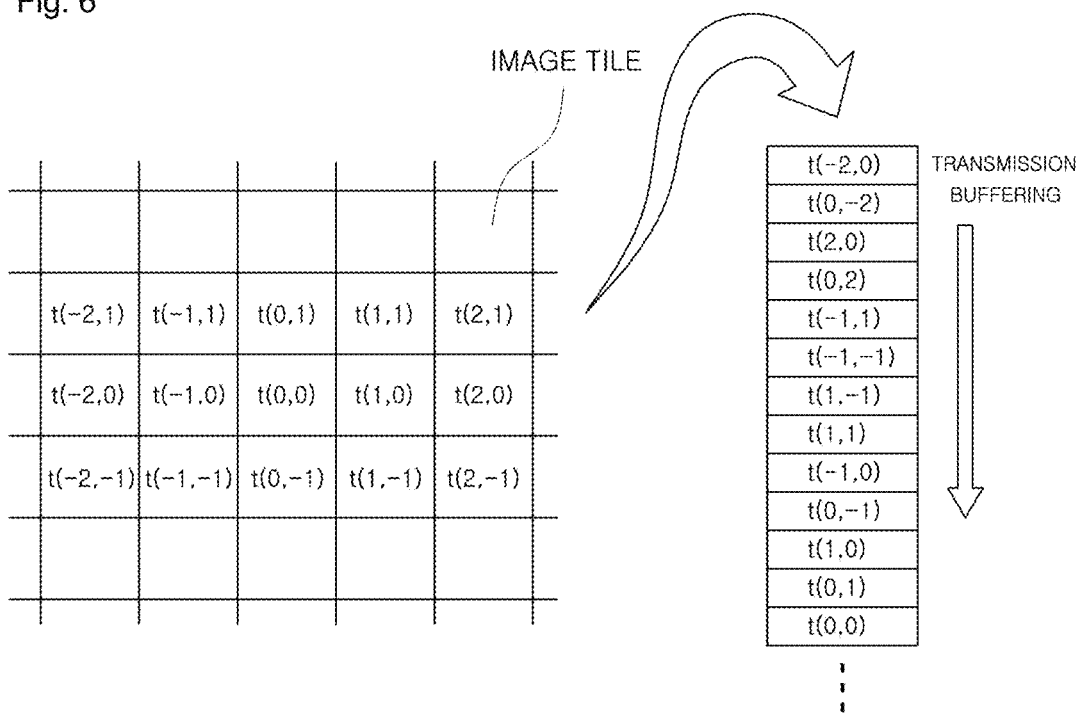 Fig. 6
IMAGE TILE
t(-2,1) t(-1,1) t(0,1) t(1,1) t(2,1)
t(-2,0) t(-1,0) t(0,0) t(1,0) t(2,0)
t(-2,-1) t(-1,-1) t(0,-1) t(1,-1) t(2,-1)
t(-2,0)
t(0,-2)
t(2,0)
t(0,2)
t(-1,1)
t(-1,-1)
t(1,-1)
t(1,1)
t(-1,0)
t(0,-1)
t(1,0)
t(0,1)
t(0,0)
TRANSMISSION
BUFFERING